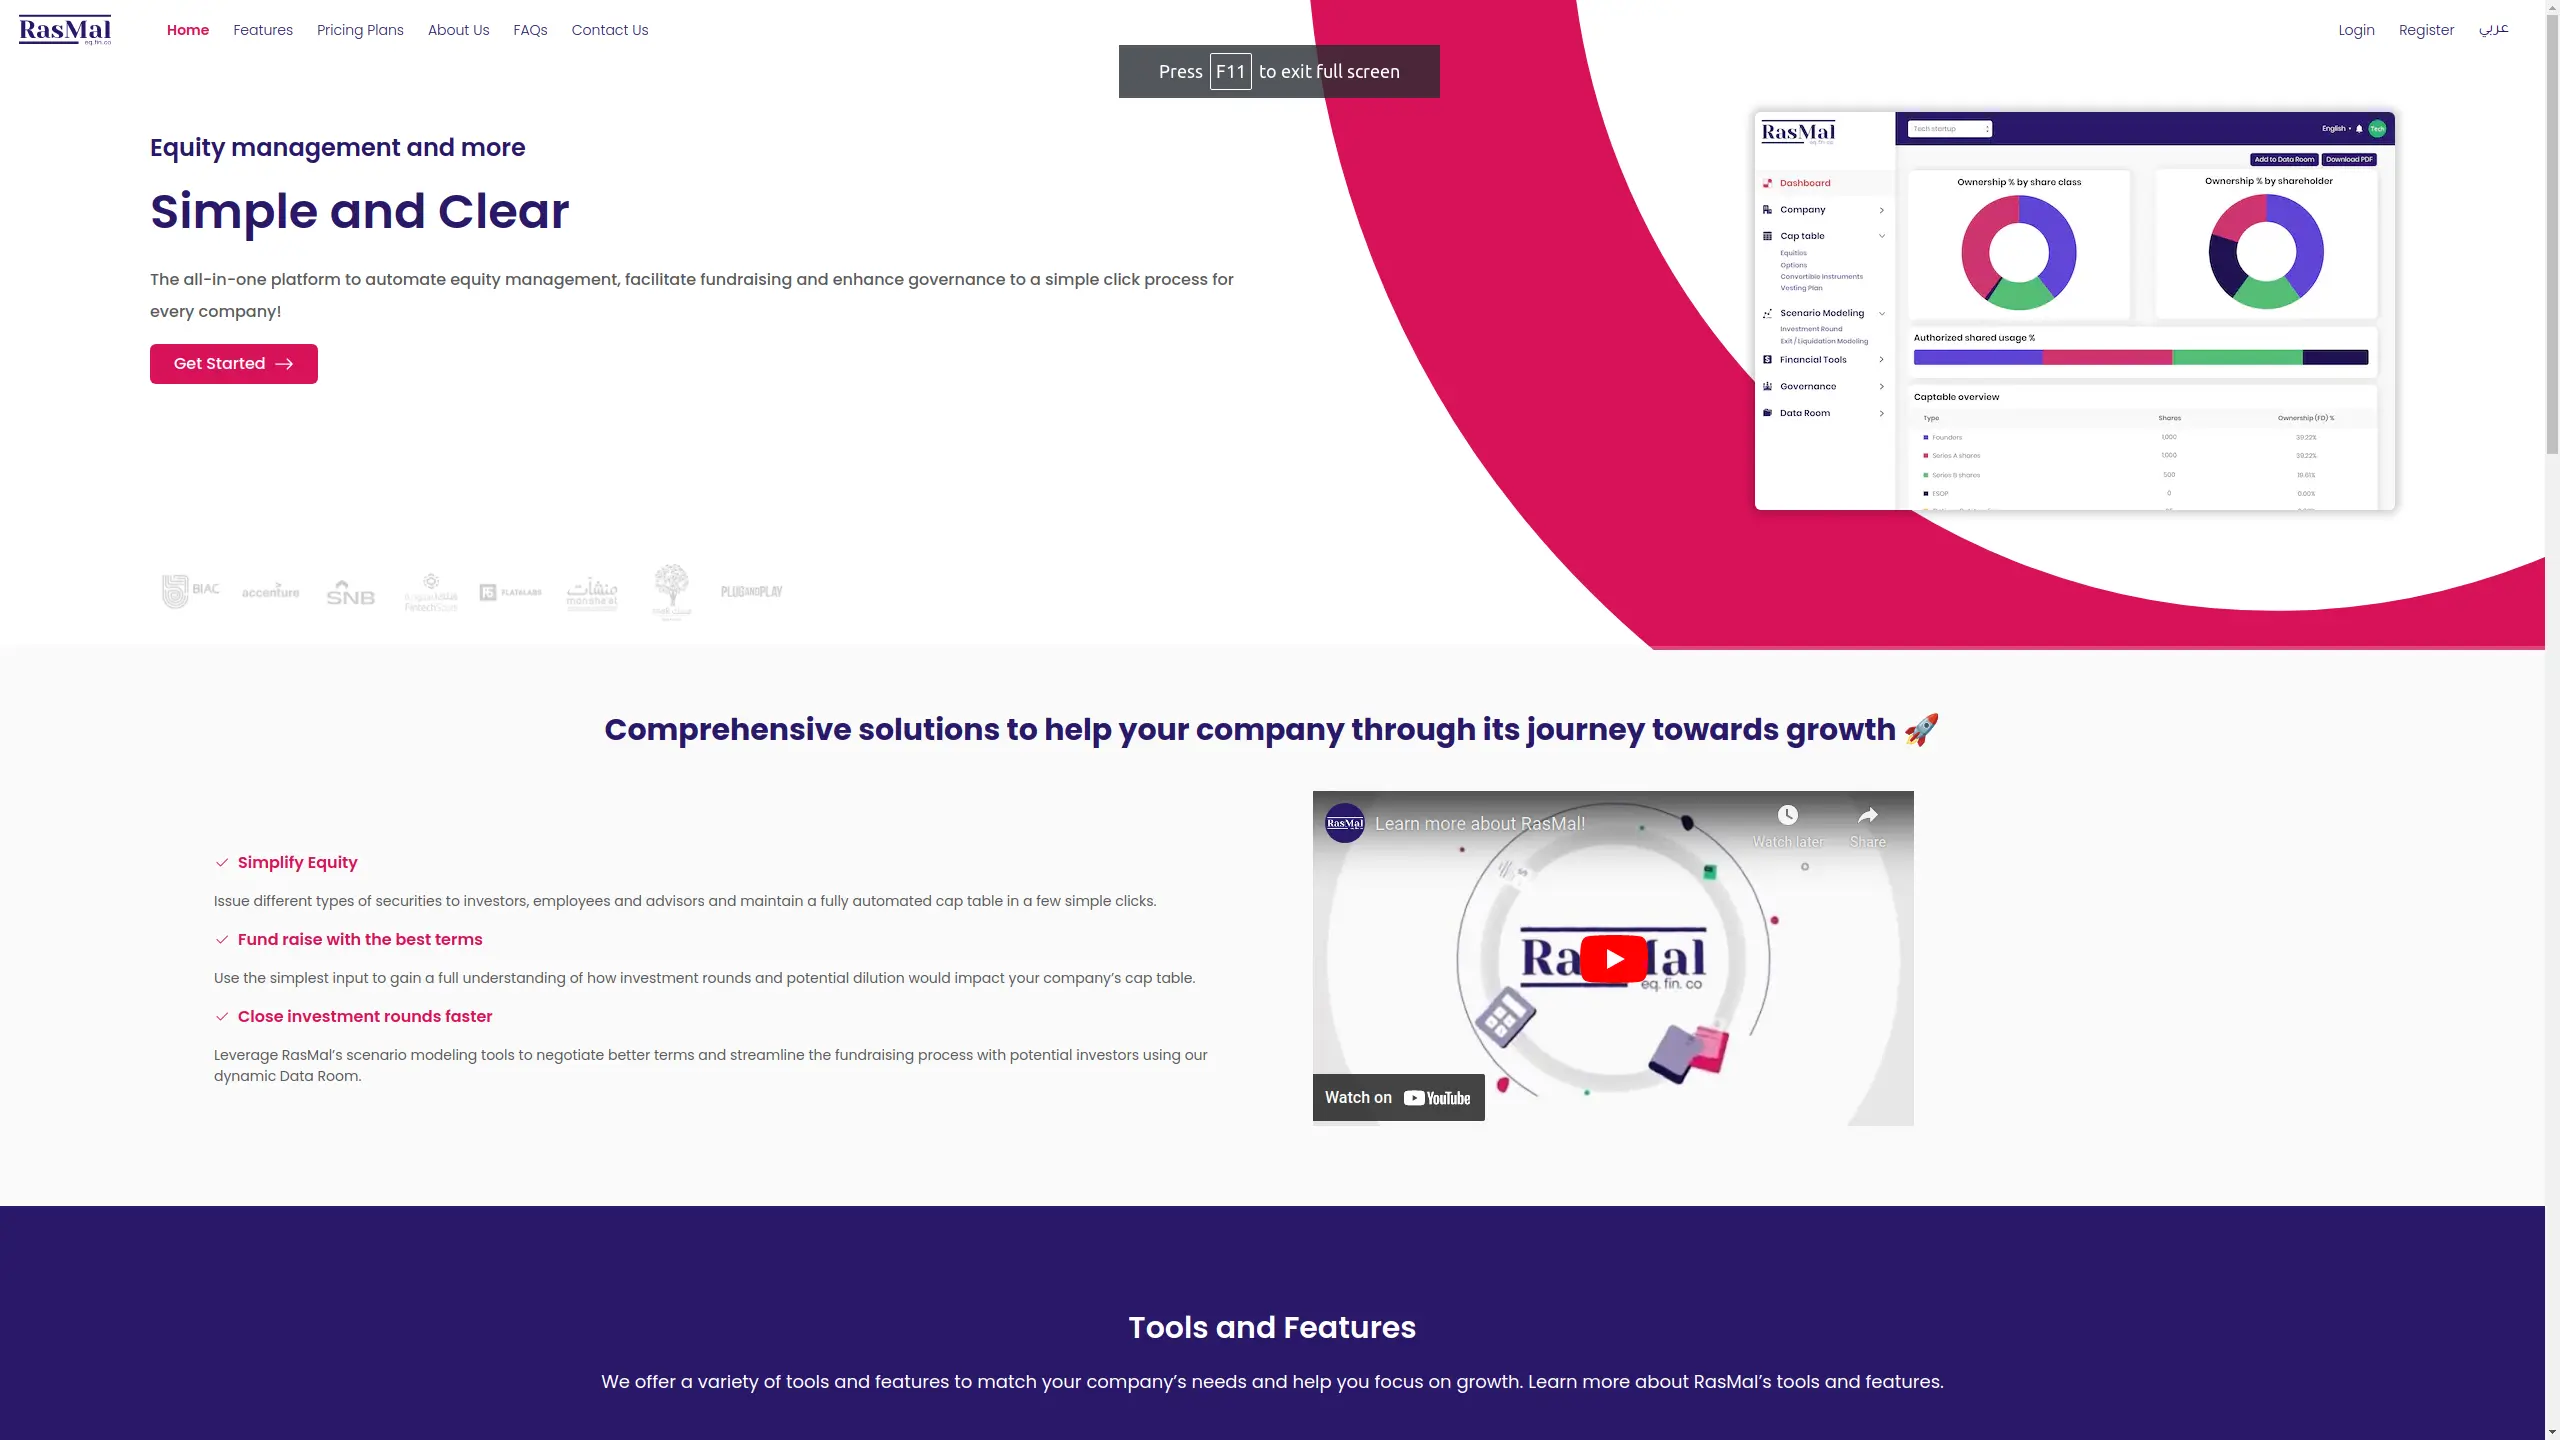 RasMal
eq.fin.co
Home
Features
Pricing Plans
About Us
FAQs
Contact Us
Login
Register
عربي
Press F11 to exit full screen
Equity management and more
Simple and Clear
The all-in-one platform to automate equity management, facilitate fundraising and enhance governance to a simple click process for
every company!
Get Started
RasMal
eq.fin.co
Tech startup
English
Tech
Add to Data Room
Download PDF
Dashboard
Company
Cap table
Equities
Options
Convertible Instruments
Vesting Plan
Scenario Modeling
Investment Round
Exit / Liquidation Modeling
Financial Tools
Governance
Data Room
Ownership % by share class
Ownership % by shareholder
Authorized shared usage %
Captable overview
Type Shares Ownership (FD) %
Founders 1,000 39.22%
Series A shares 1,000 39.22%
Series B shares 500 19.61%
ESOP 0 0.00%
BIAC
accenture
SNB
FLAT6LABS
منشآت
monsha'at
PLUGANDPLAY
Comprehensive solutions to help your company through its journey towards growth 🚀
Simplify Equity
Issue different types of securities to investors, employees and advisors and maintain a fully automated cap table in a few simple clicks.
Fund raise with the best terms
Use the simplest input to gain a full understanding of how investment rounds and potential dilution would impact your company’s cap table.
Close investment rounds faster
Leverage RasMal’s scenario modeling tools to negotiate better terms and streamline the fundraising process with potential investors using our
dynamic Data Room.
RasMal
Learn more about RasMal!
Watch later
Share
eq. fin. co
Watch on YouTube
Tools and Features
We offer a variety of tools and features to match your company’s needs and help you focus on growth. Learn more about RasMal’s tools and features.